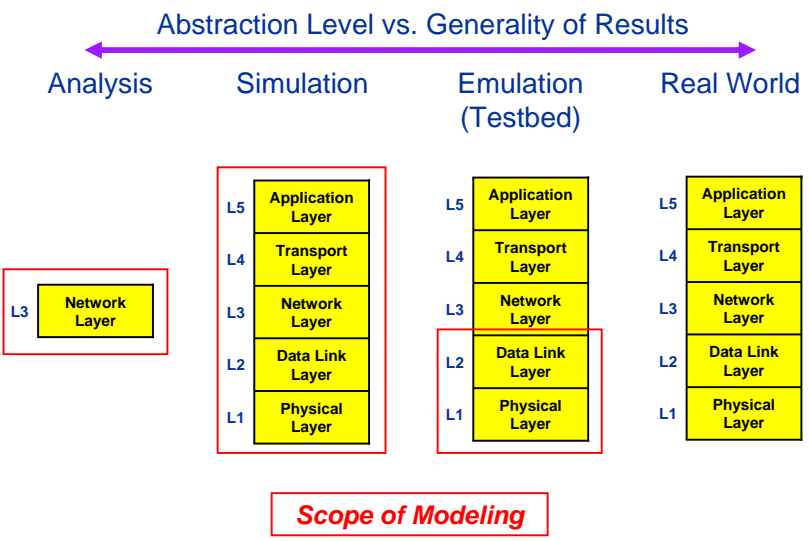 Abstraction Level vs. Generality of Results
Analysis
Simulation
Emulation
(Testbed)
Real World
L3
Network
Layer
L5
Application
Layer
L4
Transport
Layer
L3
Network
Layer
L2
Data Link
Layer
L1
Physical
Layer
L5
Application
Layer
L4
Transport
Layer
L3
Network
Layer
L2
Data Link
Layer
L1
Physical
Layer
L5
Application
Layer
L4
Transport
Layer
L3
Network
Layer
L2
Data Link
Layer
L1
Physical
Layer
Scope of Modeling